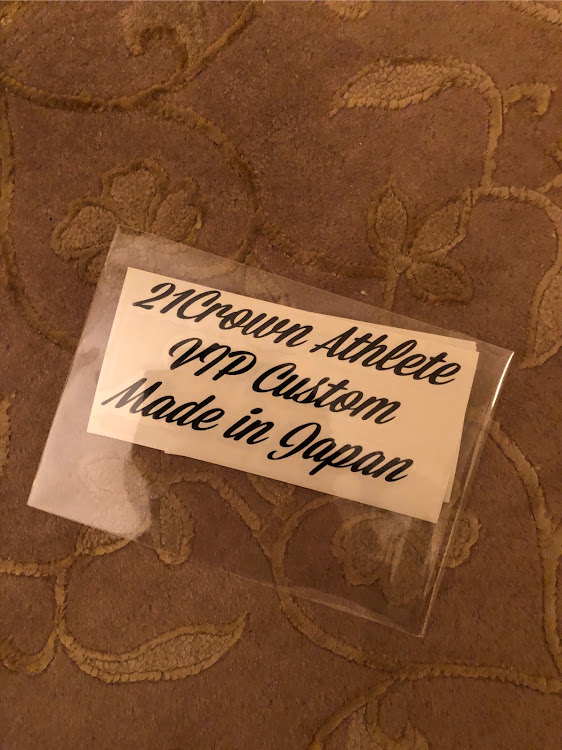 21Crown Athlete
VIP Custom
Made in Japan